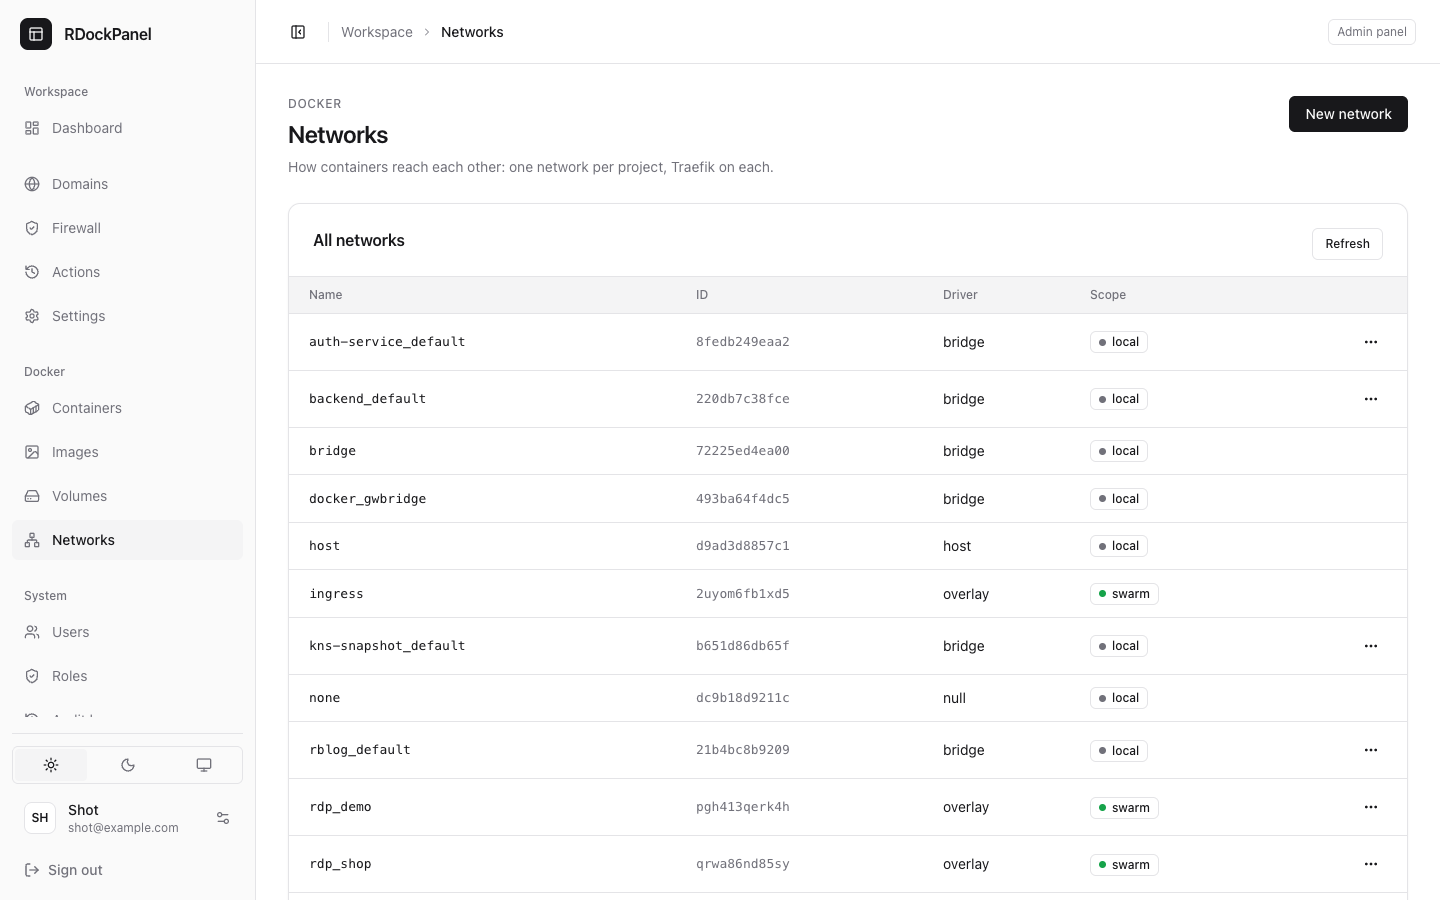 RDockPanel
Workspace
Dashboard
Domains
Firewall
Actions
Settings
Docker
Containers
Images
Volumes
Networks
System
Users
Roles
SH
Shot
shot@example.com
Sign out
Workspace > Networks
Admin panel
DOCKER
Networks
How containers reach each other: one network per project, Traefik on each.
New network
All networks
Refresh
Name ID Driver Scope
auth-service_default 8fedb249eaa2 bridge local
backend_default 220db7c38fce bridge local
bridge 72225ed4ea00 bridge local
docker_gwbridge 493ba64f4dc5 bridge local
host d9ad3d8857c1 host local
ingress 2uyom6fb1xd5 overlay swarm
kns-snapshot_default b651d86db65f bridge local
none dc9b18d9211c null local
rblog_default 21b4bc8b9209 bridge local
rdp_demo pgh413qerk4h overlay swarm
rdp_shop qrwa86nd85sy overlay swarm